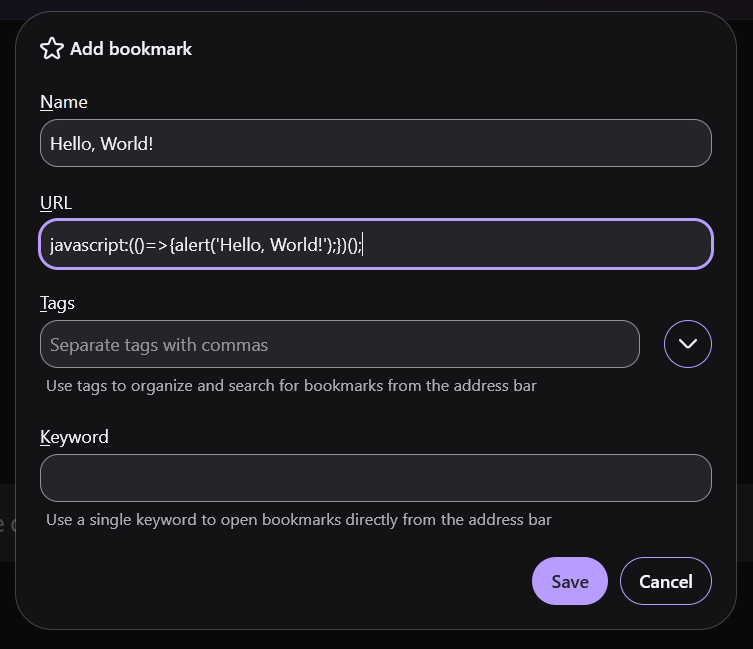 Add bookmark
Name
Hello, World!
URL
javascript:(()=>{alert('Hello, World!');})();
Tags
Separate tags with commas
Use tags to organize and search for bookmarks from the address bar
Keyword
Use a single keyword to open bookmarks directly from the address bar
Save Cancel